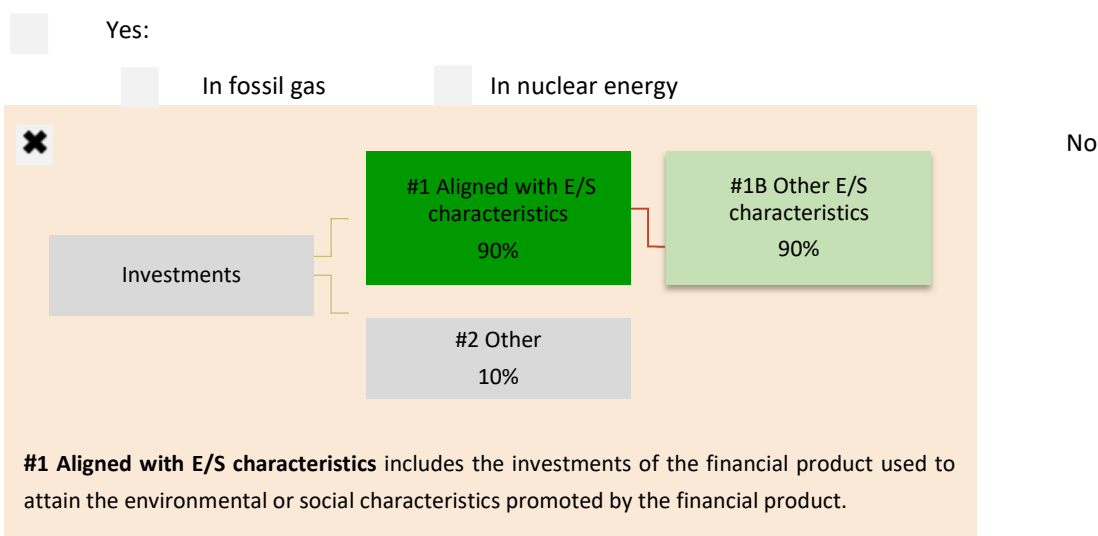 Yes:
In fossil gas In nuclear energy
✖ No
#1 Aligned with E/S
characteristics
90%
#1B Other E/S
characteristics
90%
Investments
#2 Other
10%
#1 Aligned with E/S characteristics includes the investments of the financial product used to
attain the environmental or social characteristics promoted by the financial product.